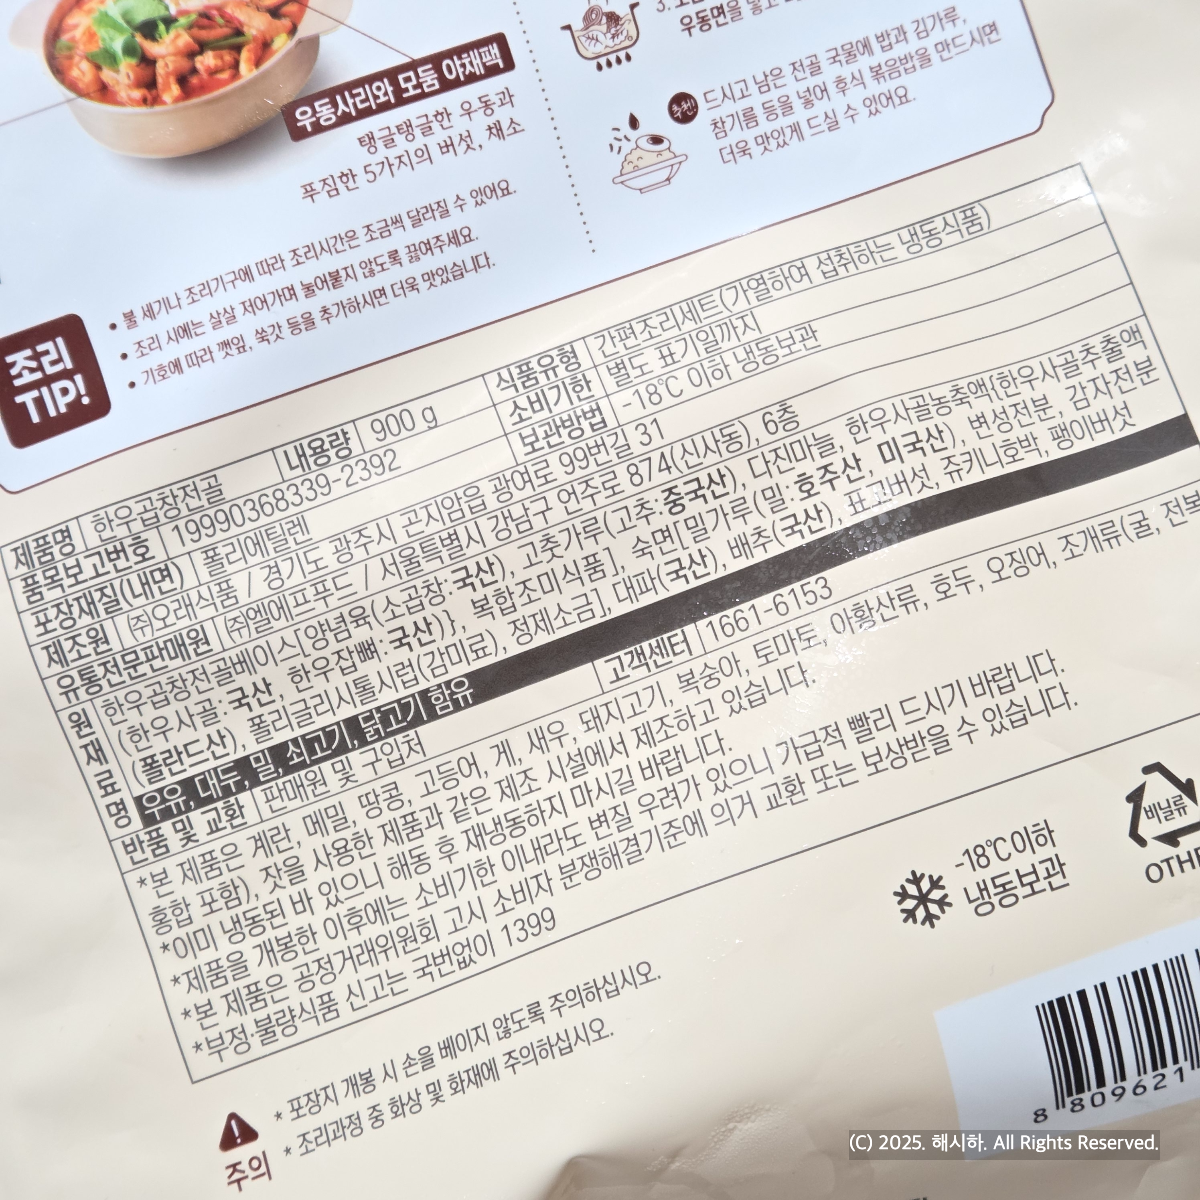 우동사리와 모둠 야채팩
탱글탱글한 우동과
푸짐한 5가지의 버섯, 채소
우동면을 넣고
추천!
드시고 남은 전골 국물에 밥과 김가루,
참기름 등을 넣어 후식 볶음밥을 만드시면
더욱 맛있게 드실 수 있어요.
조리
TIP!
• 불 세기나 조리기구에 따라 조리시간은 조금씩 달라질 수 있어요.
• 조리 시에는 살살 저어가며 눌어붙지 않도록 끓여주세요.
• 기호에 따라 깻잎, 쑥갓 등을 추가하시면 더욱 맛있습니다.
제품명 한우곱창전골 내용량 900 g 식품유형 간편조리세트(가열하여 섭취하는 냉동식품)
품목보고번호 19990368339-2392 소비기한 별도 표기일까지
포장재질(내면) 폴리에틸렌 보관방법 -18℃ 이하 냉동보관
제조원 ㈜오래식품 / 경기도 광주시 곤지암읍 광여로 99번길 31
유통전문판매원 ㈜엘에프푸드 / 서울특별시 강남구 언주로 874(신사동), 6층
원재료명 한우곱창전골베이스[양념육(소곱창:국산), 고춧가루(고추:중국산), 다진마늘, 한우사골농축액{한우사골추출액
(한우사골:국산, 한우잡뼈:국산)}, 복합조미식품], 숙면[밀가루(밀:호주산, 미국산), 변성전분, 감자전분
(폴란드산), 폴리글리시톨시럽(감미료), 정제소금], 대파(국산), 배추(국산), 표고버섯, 쥬키니호박, 팽이버섯
우유, 대두, 밀, 쇠고기, 닭고기 함유
반품 및 교환 판매원 및 구입처 고객센터 1661-6153
*본 제품은 계란, 메밀, 땅콩, 고등어, 게, 새우, 돼지고기, 복숭아, 토마토, 아황산류, 호두, 오징어, 조개류(굴, 전복
홍합 포함), 잣을 사용한 제품과 같은 제조 시설에서 제조하고 있습니다.
*이미 냉동된 바 있으니 해동 후 재냉동하지 마시길 바랍니다.
*제품을 개봉한 이후에는 소비기한 이내라도 변질 우려가 있으니 가급적 빨리 드시기 바랍니다.
*본 제품은 공정거래위원회 고시 소비자 분쟁해결기준에 의거 교환 또는 보상받을 수 있습니다.
*부정·불량식품 신고는 국번없이 1399
-18℃ 이하
냉동보관
비닐류
OTHE
주의
* 포장지 개봉 시 손을 베이지 않도록 주의하십시오.
* 조리과정 중 화상 및 화재에 주의하십시오.
8 809621
(C) 2025. 해시하. All Rights Reserved.